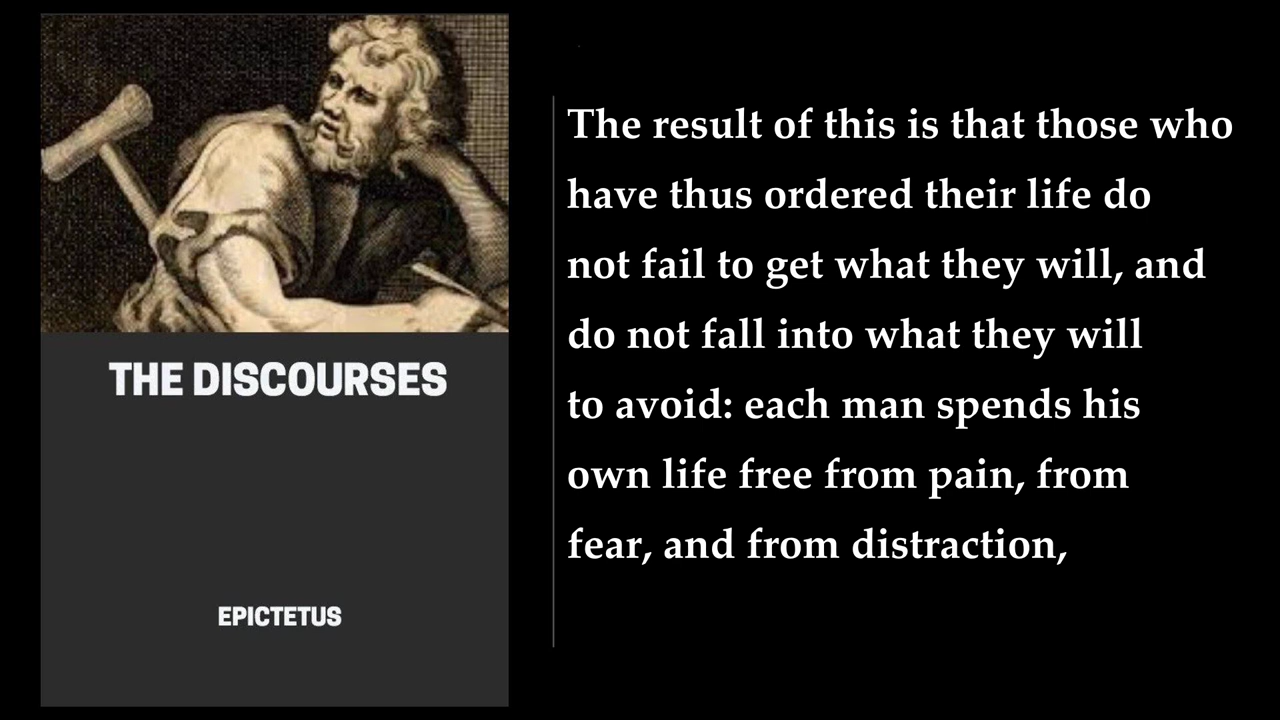 THE DISCOURSES
EPICTETUS
The result of this is that those who
have thus ordered their life do
not fail to get what they will, and
do not fall into what they will
to avoid: each man spends his
own life free from pain, from
fear, and from distraction,